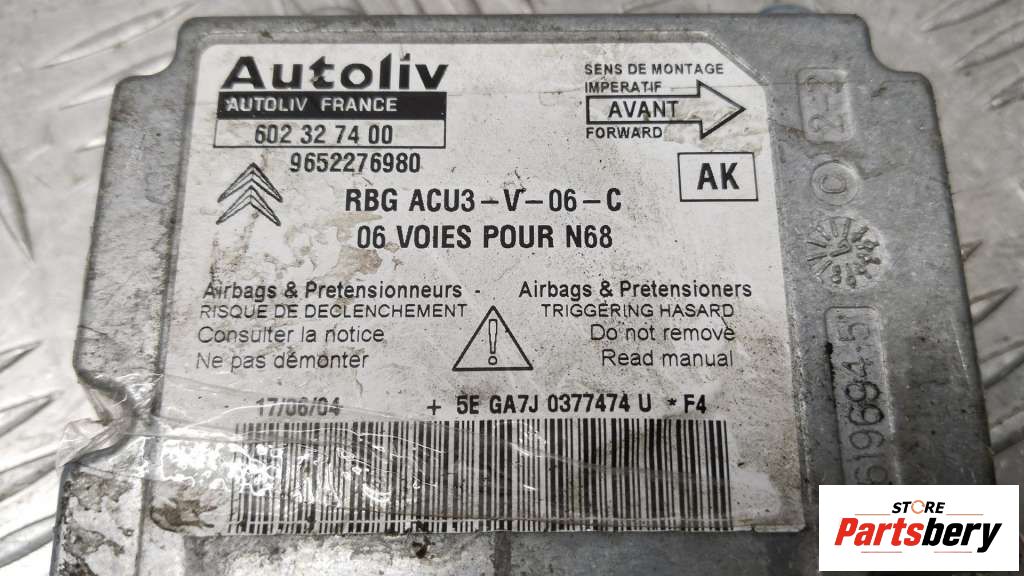 Autoliv
AUTOLIV FRANCE
602 32 74 00
9652276980
SENS DE MONTAGE
IMPERATIF
AVANT
FORWARD
AK
RBG ACU3-V-06-C
06 VOIES POUR N68
Airbags & Pretensionneurs -
RISQUE DE DECLENCHEMENT
Consulter la notice
Ne pas démonter
Airbags & Pretensioners
TRIGGERING HASARD
Do not remove
Read manual
17/06/04 + 5E GA7J 0377474 U * F4
STORE
Partsbery